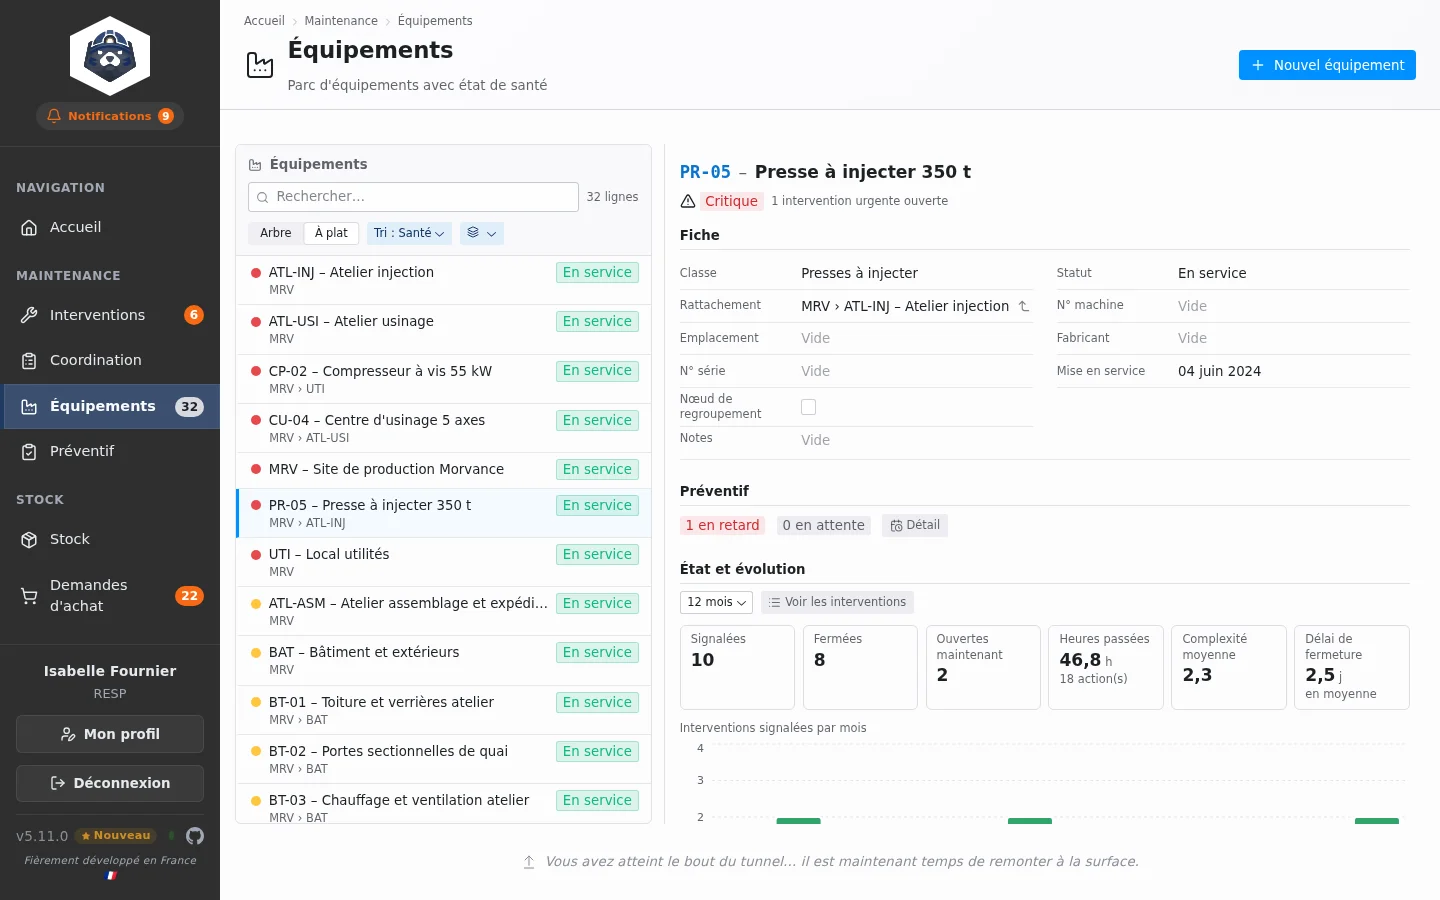 Notifications 9
NAVIGATION
Accueil
MAINTENANCE
Interventions 6
Coordination
Équipements 32
Préventif
STOCK
Stock
Demandes
d'achat 22
Isabelle Fournier
RESP
Mon profil
Déconnexion
v5.11.0 Nouveau
Fièrement développé en France
Accueil › Maintenance › Équipements
Équipements
Parc d'équipements avec état de santé
Nouvel équipement
Équipements
Rechercher... 32 lignes
Arbre À plat Tri : Santé
ATL-INJ – Atelier injection En service
MRV
ATL-USI – Atelier usinage En service
MRV
CP-02 – Compresseur à vis 55 kW En service
MRV › UTI
CU-04 – Centre d'usinage 5 axes En service
MRV › ATL-USI
MRV – Site de production Morvance En service
PR-05 – Presse à injecter 350 t En service
MRV › ATL-INJ
UTI – Local utilités En service
MRV
ATL-ASM – Atelier assemblage et expédi... En service
MRV
BAT – Bâtiment et extérieurs En service
MRV
BT-01 – Toiture et verrières atelier En service
MRV › BAT
BT-02 – Portes sectionnelles de quai En service
MRV › BAT
BT-03 – Chauffage et ventilation atelier En service
MRV › BAT
PR-05 – Presse à injecter 350 t
Critique 1 intervention urgente ouverte
Fiche
Classe Presses à injecter Statut En service
Rattachement MRV › ATL-INJ – Atelier injection N° machine Vide
Emplacement Vide Fabricant Vide
N° série Vide Mise en service 04 juin 2024
Nœud de
regroupement
Notes Vide
Préventif
1 en retard 0 en attente Détail
État et évolution
12 mois Voir les interventions
Signalées Fermées Ouvertes Heures passées Complexité Délai de
maintenant moyenne fermeture
10 8 2 46,8 h 2,3 2,5 j
18 action(s) en moyenne
Interventions signalées par mois
4
3
2
Vous avez atteint le bout du tunnel... il est maintenant temps de remonter à la surface.